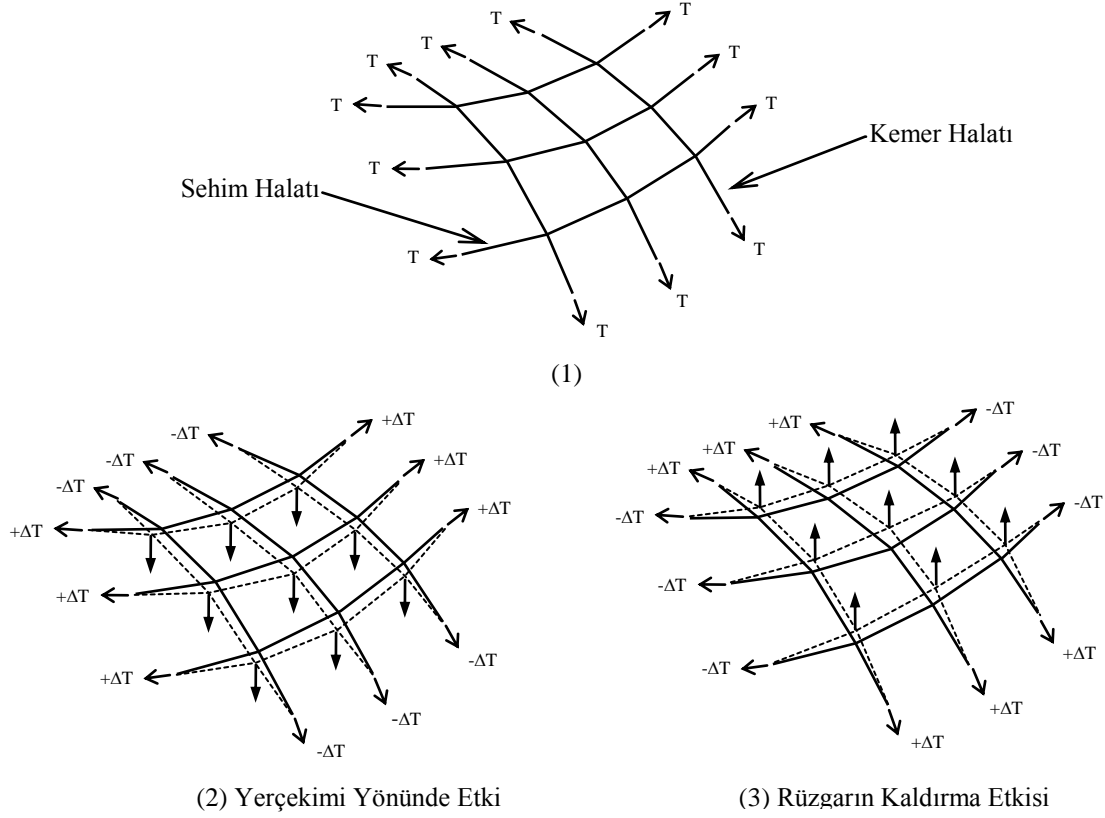 T
T
T
T
T
T
T
Kemer Halatı
T
Sehim Halatı
T
T
T
T
(1)
-ΔT
+ΔT
-ΔT
+ΔT
-ΔT
+ΔT
+ΔT
+ΔT
-ΔT
+ΔT
-ΔT
-ΔT
+ΔT
-ΔT
+ΔT
-ΔT
+ΔT
-ΔT
-ΔT
-ΔT
+ΔT
-ΔT
+ΔT
+ΔT
(2) Yerçekimi Yönünde Etki
(3) Rüzgarın Kaldırma Etkisi